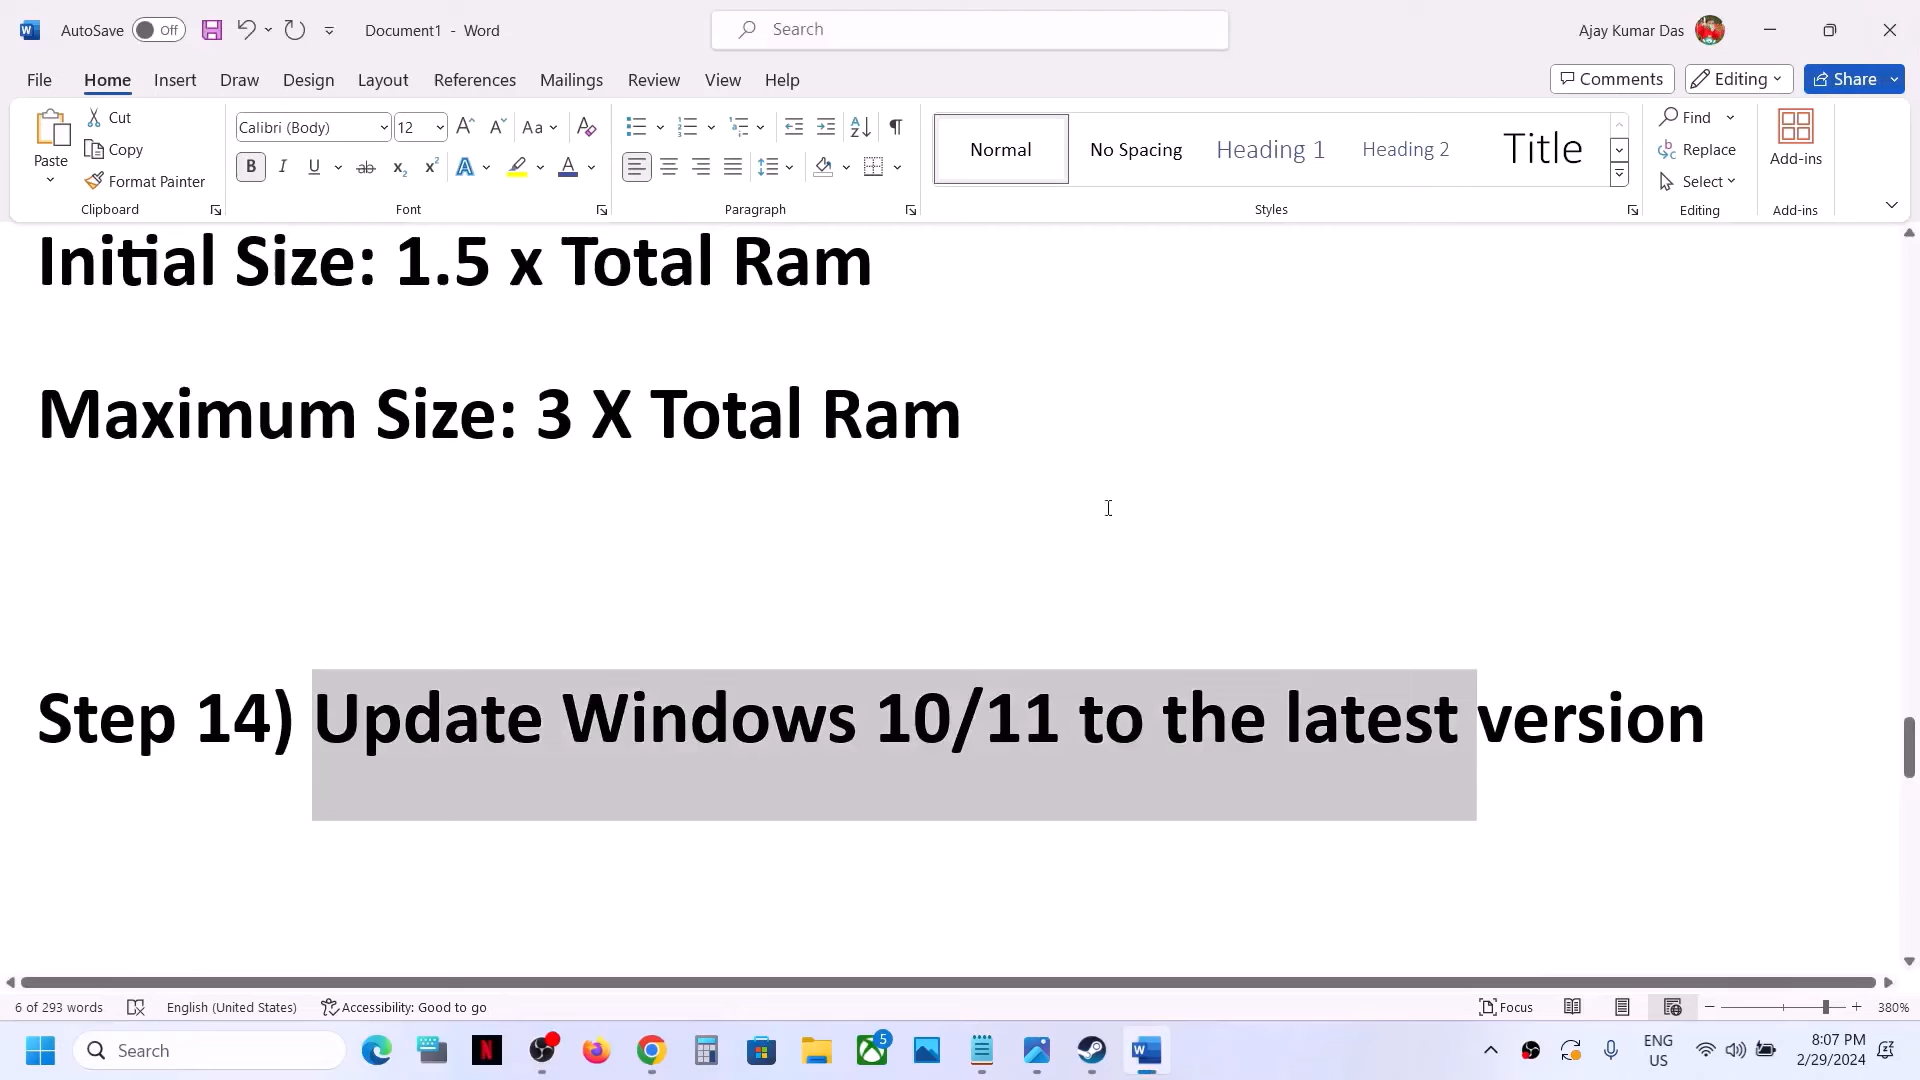 AutoSave Off Document1 - Word Search Ajay Kumar Das
File Home Insert Draw Design Layout References Mailings Review View Help Comments Editing Share
Paste Cut Copy Format Painter Clipboard
Calibri (Body) 12 Font
Paragraph
Normal No Spacing Heading 1 Heading 2 Title Styles
Find Replace Select Editing
Add-ins Add-ins
Initial Size: 1.5 x Total Ram
Maximum Size: 3 X Total Ram
Step 14) Update Windows 10/11 to the latest version
6 of 293 words English (United States) Accessibility: Good to go Focus 380%
Search 5 ENG US 8:07 PM 2/29/2024